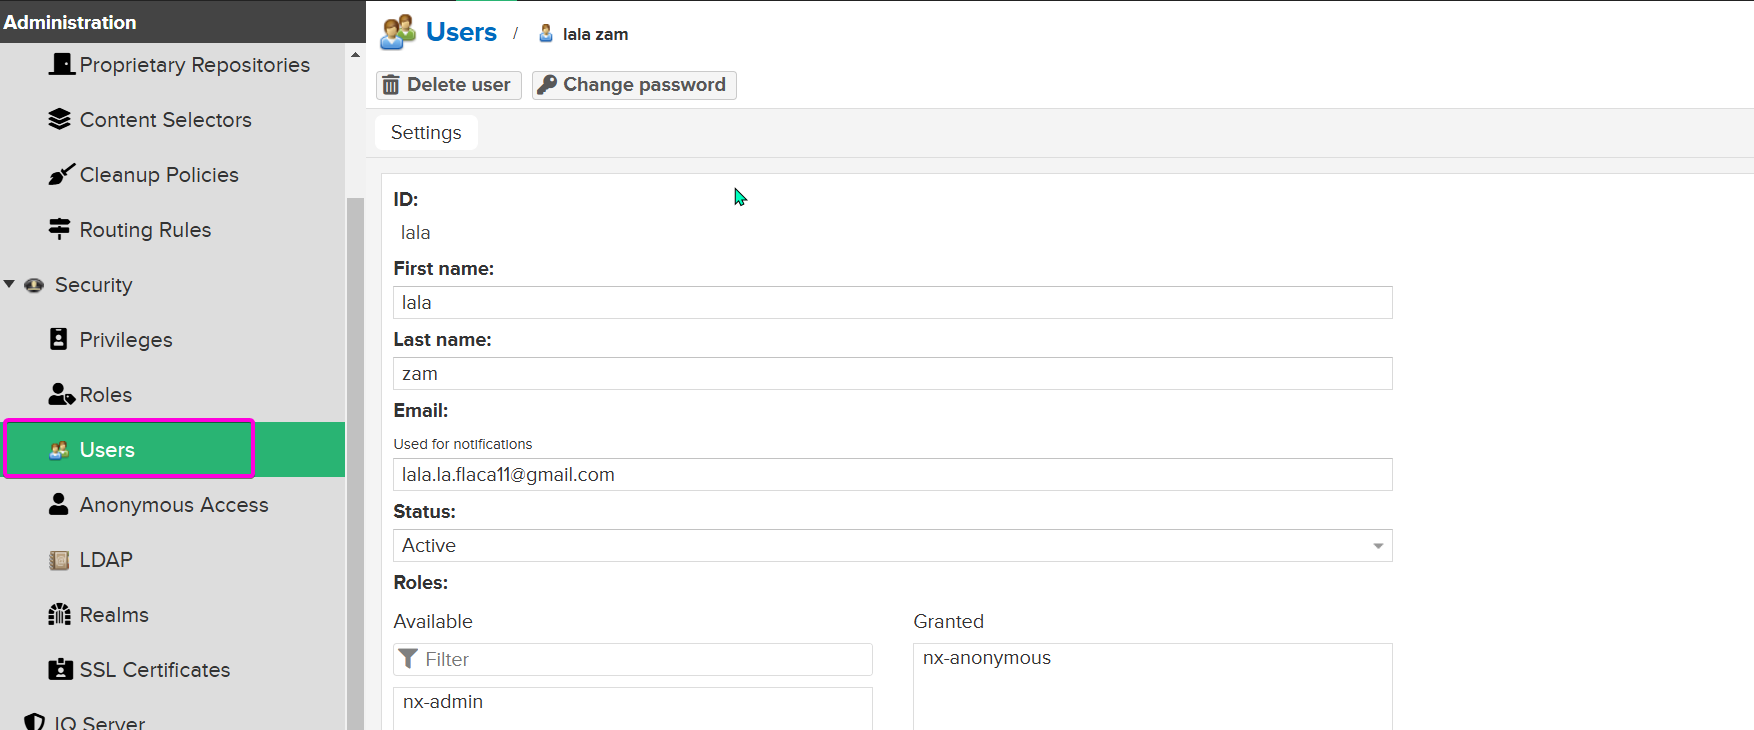 Administration
Proprietary Repositories
Content Selectors
Cleanup Policies
Routing Rules
Security
Privileges
Roles
Users
Anonymous Access
LDAP
Realms
SSL Certificates
IQ Server
Users / lala zam
Delete user
Change password
Settings
ID:
lala
First name:
lala
Last name:
zam
Email:
Used for notifications
lala.la.flaca11@gmail.com
Status:
Active
Roles:
Available
Filter
nx-admin
Granted
nx-anonymous